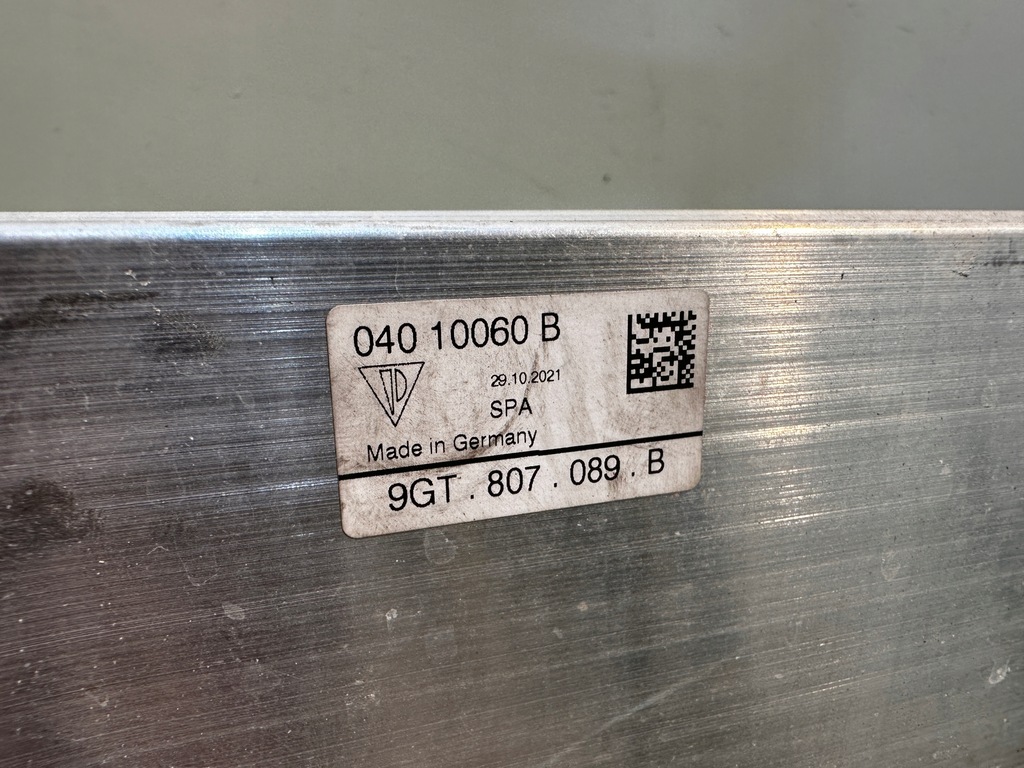 040 10060 B
29.10.2021
SPA
Made in Germany
9GT . 807 . 089 . B